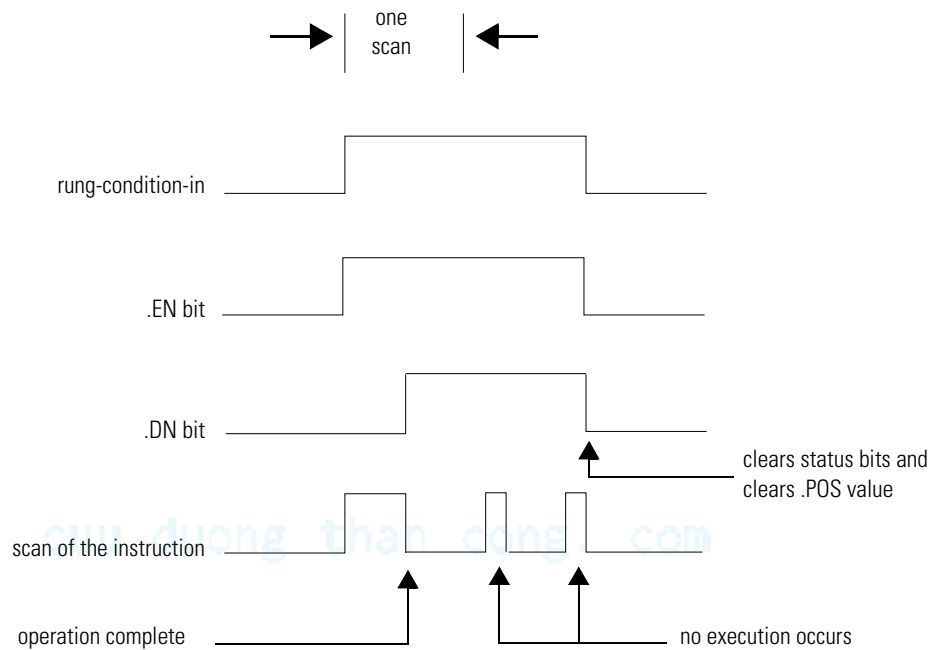 one
scan
rung-condition-in
.EN bit
.DN bit
clears status bits and
clears .POS value
cuu duong than cong. com
scan of the instruction
operation complete
no execution occurs